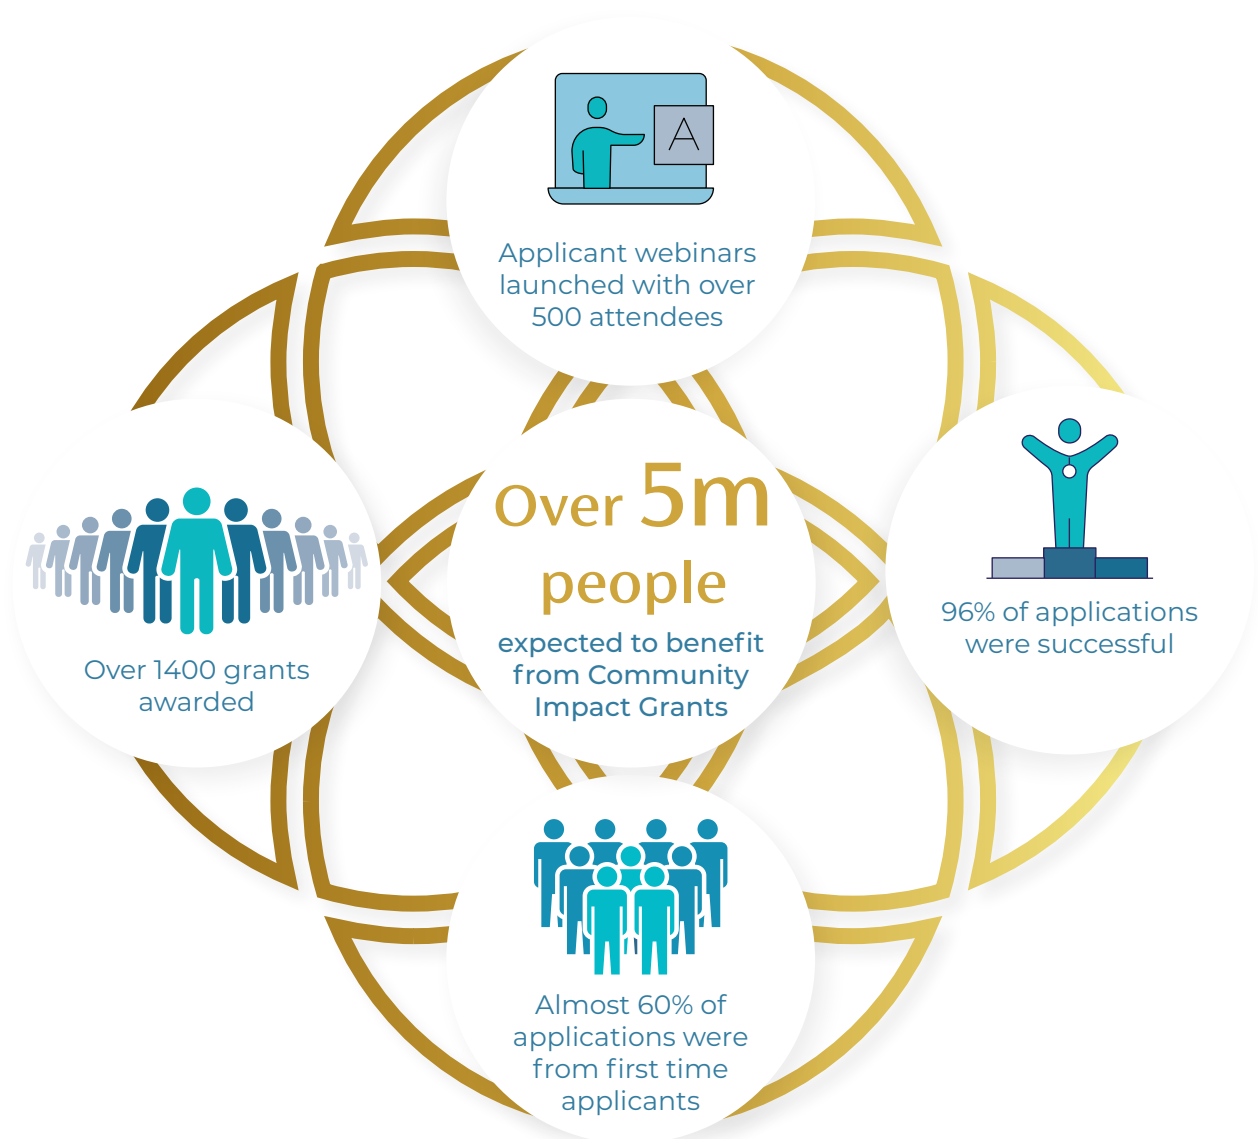 A
Applicant webinars
launched with over
500 attendees
Over 5m
people
expected to benefit
from Community
Impact Grants
96% of applications
were successful
Over 1400 grants
awarded
Almost 60% of
applications were
from first time
applicants